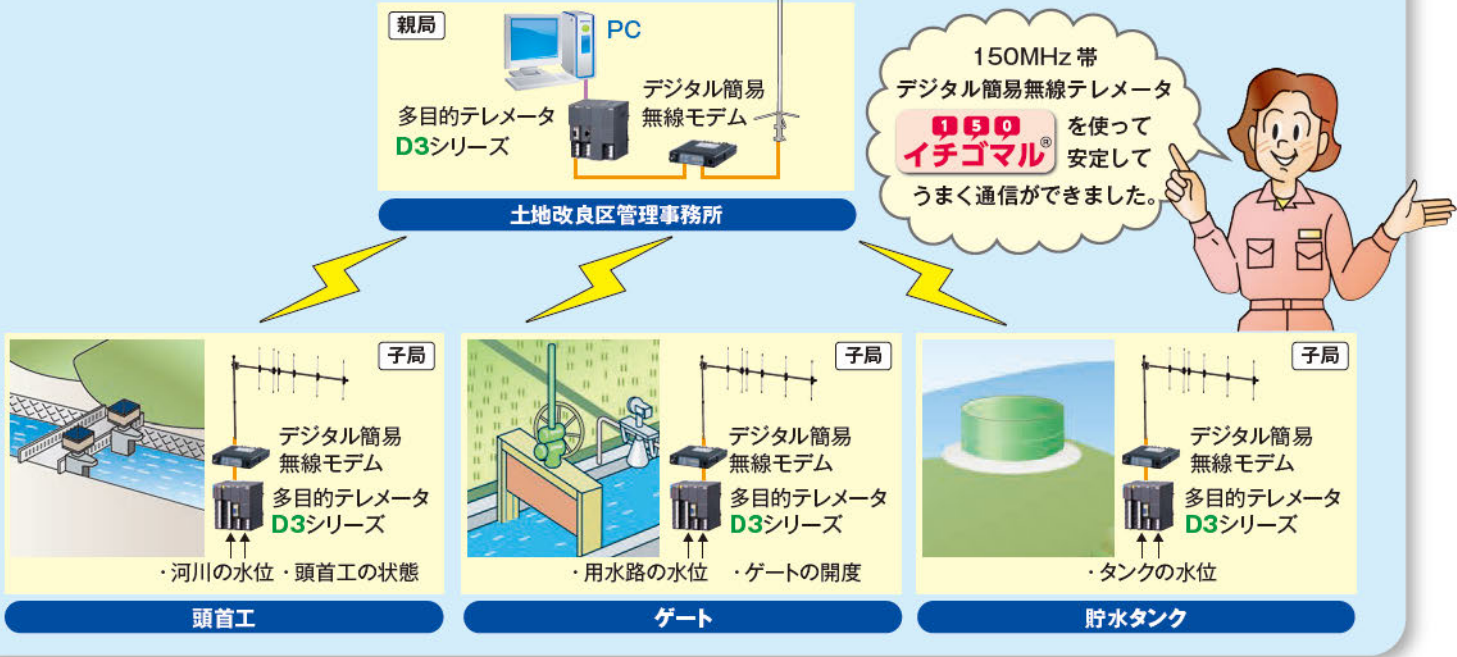 親局
PC
デジタル簡易
無線モデム
多目的テレメータ
D3シリーズ
土地改良区管理事務所
150MHz 帯
デジタル簡易無線テレメータ
150
イチゴマル® を使って
安定して
うまく通信ができました。
子局
デジタル簡易
無線モデム
多目的テレメータ
D3シリーズ
・河川の水位 ・頭首工の状態
頭首工
子局
デジタル簡易
無線モデム
多目的テレメータ
D3シリーズ
・用水路の水位 ・ゲートの開度
ゲート
子局
デジタル簡易
無線モデム
多目的テレメータ
D3シリーズ
・タンクの水位
貯水タンク